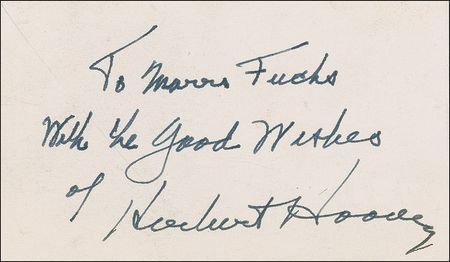 To Morris Fuchs
With the Good Wishes
of Herbert Hoover